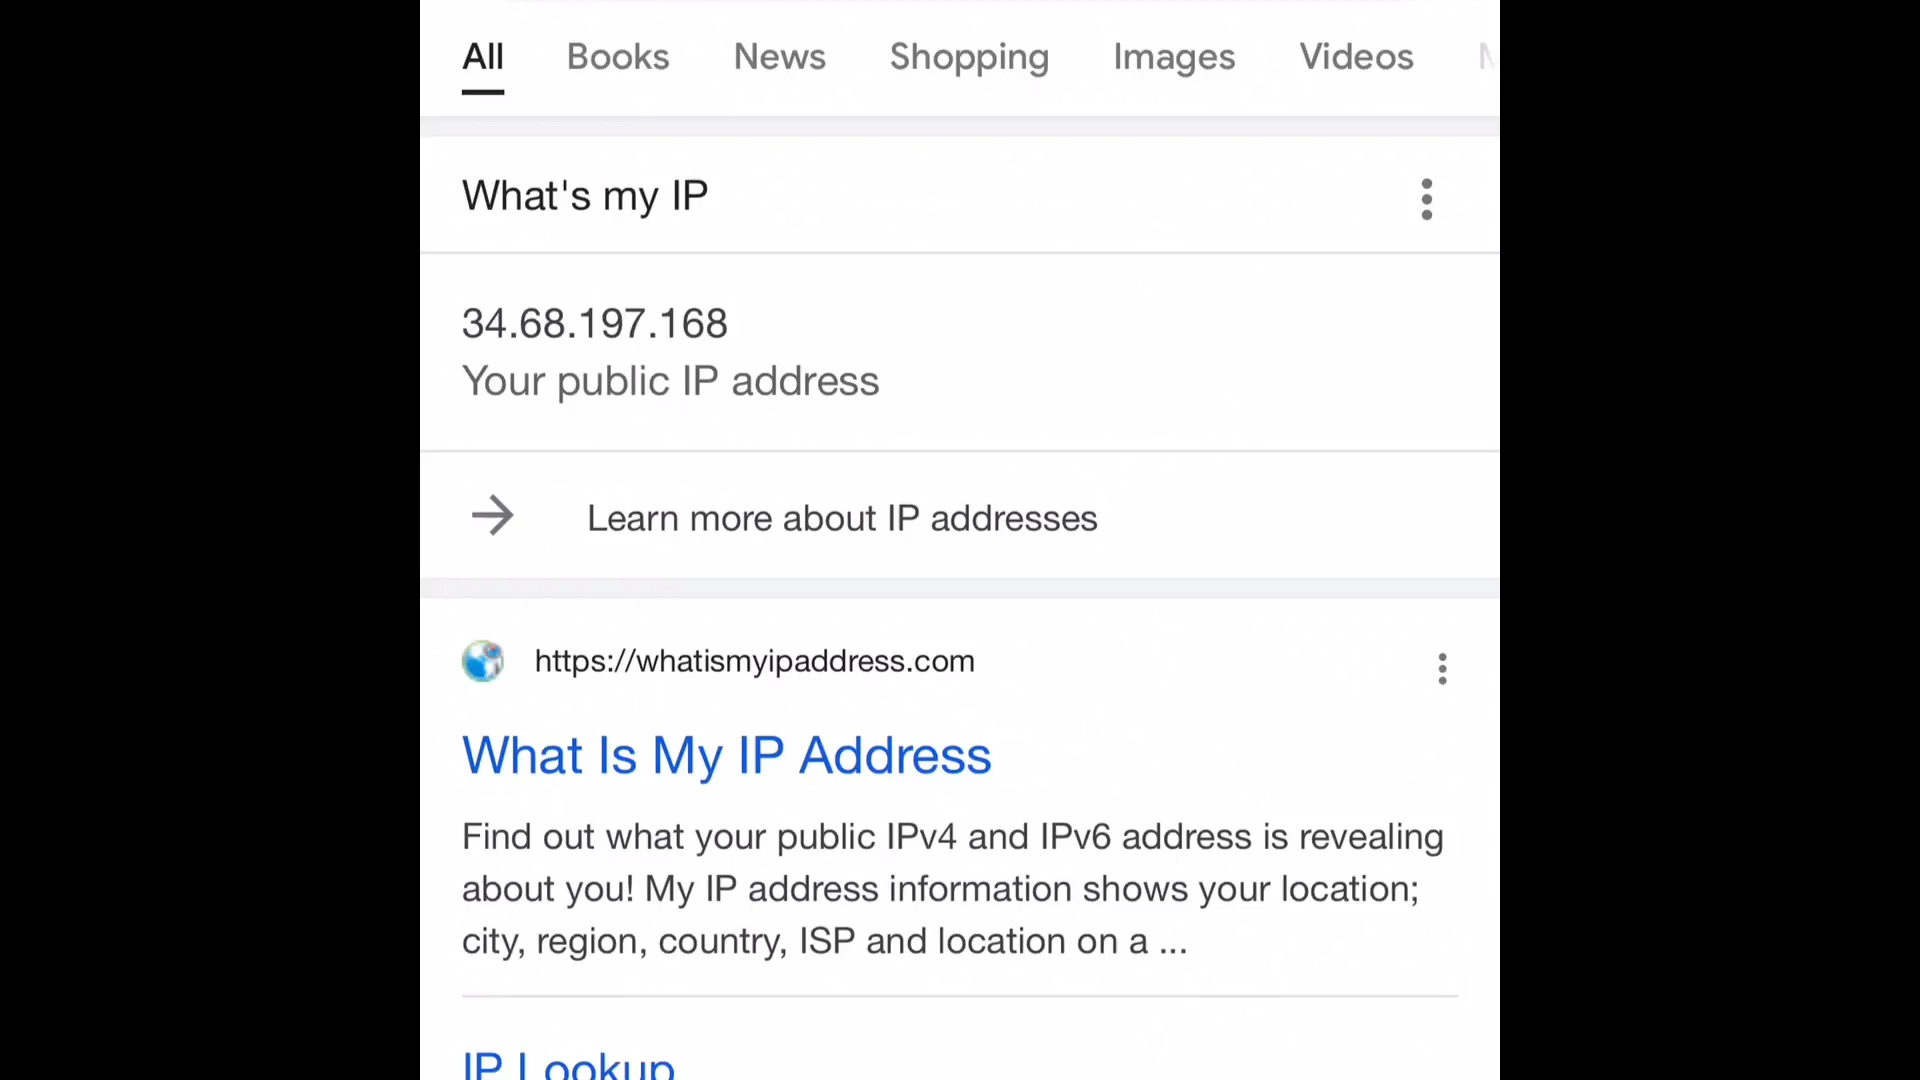 All Books News Shopping Images Videos
What's my IP
34.68.197.168
Your public IP address
Learn more about IP addresses
https://whatismyipaddress.com
What Is My IP Address
Find out what your public IPv4 and IPv6 address is revealing
about you! My IP address information shows your location;
city, region, country, ISP and location on a ...
IP Lookup